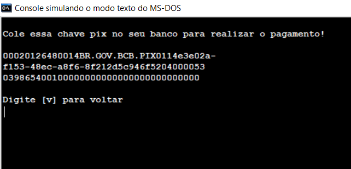 Console simulando o modo texto do MS-DOS
Cole essa chave pix no seu banco para realizar o pagamento!
00020126480014BR.GOV.BCB.PIX0114e3e02a-
f153-48ec-a8f6-8f212d5c946f5204000053
03986540010000000000000000000000000000
Digite [v] para voltar